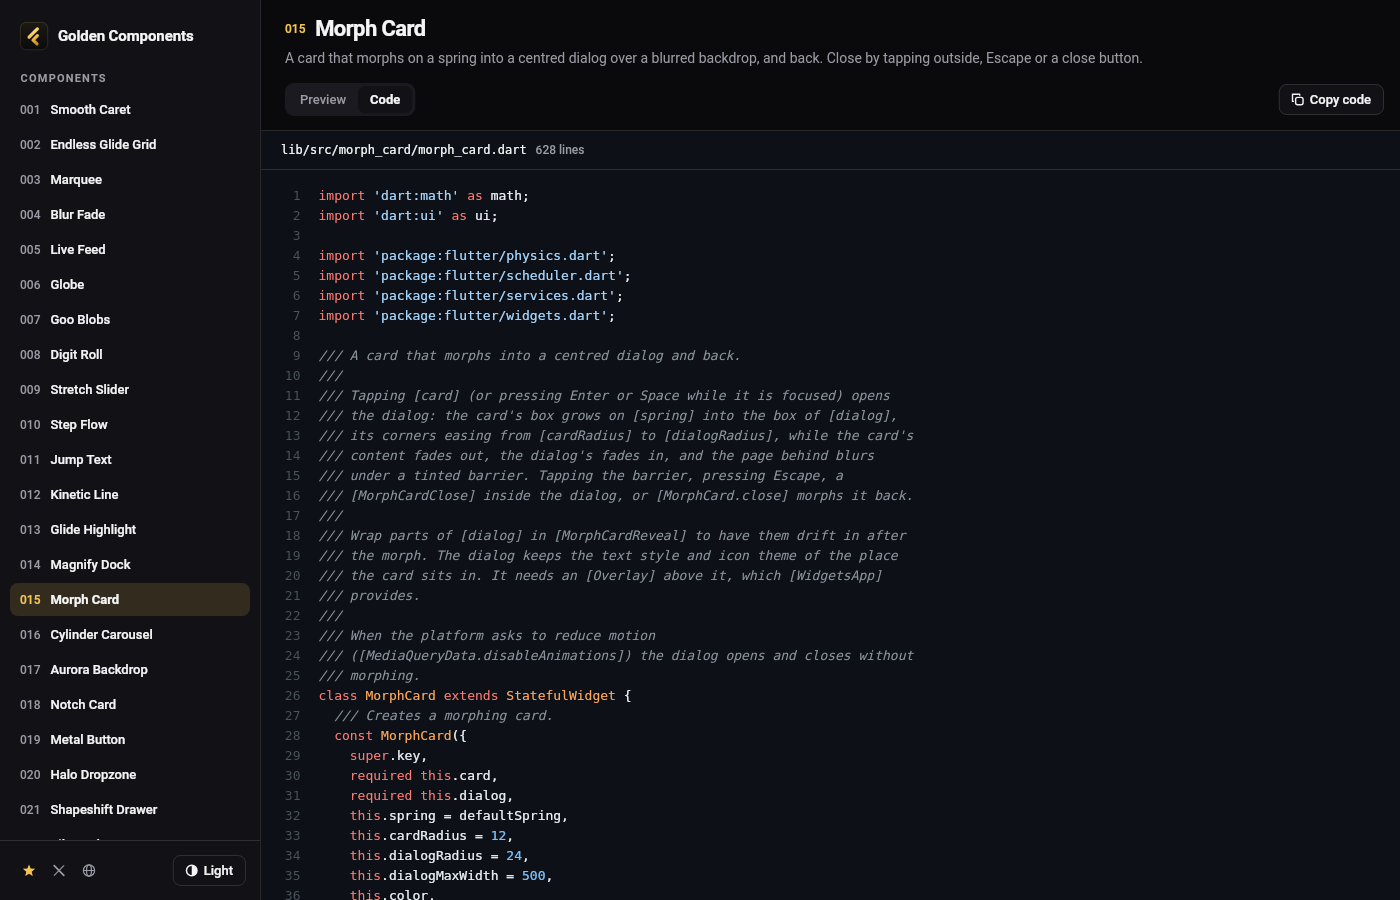 Golden Components
COMPONENTS
001 Smooth Caret
002 Endless Glide Grid
003 Marquee
004 Blur Fade
005 Live Feed
006 Globe
007 Goo Blobs
008 Digit Roll
009 Stretch Slider
010 Step Flow
011 Jump Text
012 Kinetic Line
013 Glide Highlight
014 Magnify Dock
015 Morph Card
016 Cylinder Carousel
017 Aurora Backdrop
018 Notch Card
019 Metal Button
020 Halo Dropzone
021 Shapeshift Drawer
Light
015 Morph Card
A card that morphs on a spring into a centred dialog over a blurred backdrop, and back. Close by tapping outside, Escape or a close button.
Preview Code
Copy code
lib/src/morph_card/morph_card.dart 628 lines
1 import 'dart:math' as math;
2 import 'dart:ui' as ui;
3
4 import 'package:flutter/physics.dart';
5 import 'package:flutter/scheduler.dart';
6 import 'package:flutter/services.dart';
7 import 'package:flutter/widgets.dart';
8
9 /// A card that morphs into a centred dialog and back.
10 ///
11 /// Tapping [card] (or pressing Enter or Space while it is focused) opens
12 /// the dialog: the card's box grows on [spring] into the box of [dialog],
13 /// its corners easing from [cardRadius] to [dialogRadius], while the card's
14 /// content fades out, the dialog's fades in, and the page behind blurs
15 /// under a tinted barrier. Tapping the barrier, pressing Escape, a
16 /// [MorphCardClose] inside the dialog, or [MorphCard.close] morphs it back.
17 ///
18 /// Wrap parts of [dialog] in [MorphCardReveal] to have them drift in after
19 /// the morph. The dialog keeps the text style and icon theme of the place
20 /// the card sits in. It needs an [Overlay] above it, which [WidgetsApp]
21 /// provides.
22 ///
23 /// When the platform asks to reduce motion
24 /// ([MediaQueryData.disableAnimations]) the dialog opens and closes without
25 /// morphing.
26 class MorphCard extends StatefulWidget {
27   /// Creates a morphing card.
28   const MorphCard({
29     super.key,
30     required this.card,
31     required this.dialog,
32     this.spring = defaultSpring,
33     this.cardRadius = 12,
34     this.dialogRadius = 24,
35     this.dialogMaxWidth = 500,
36     this.color,